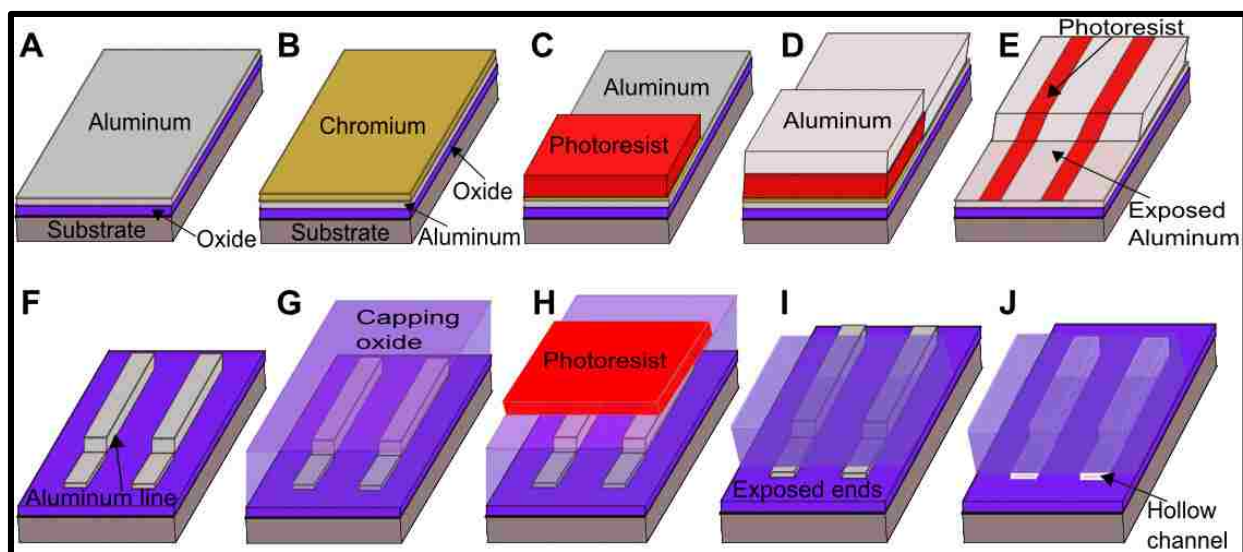 A
Aluminum
Substrate
Oxide
B
Chromium
Oxide
Substrate
Aluminum
C
Aluminum
Photoresist
D
Aluminum
E
Photoresist
Exposed
Aluminum
F
Aluminum line
G
Capping
oxide
H
Photoresist
I
Exposed ends
J
Hollow
channel